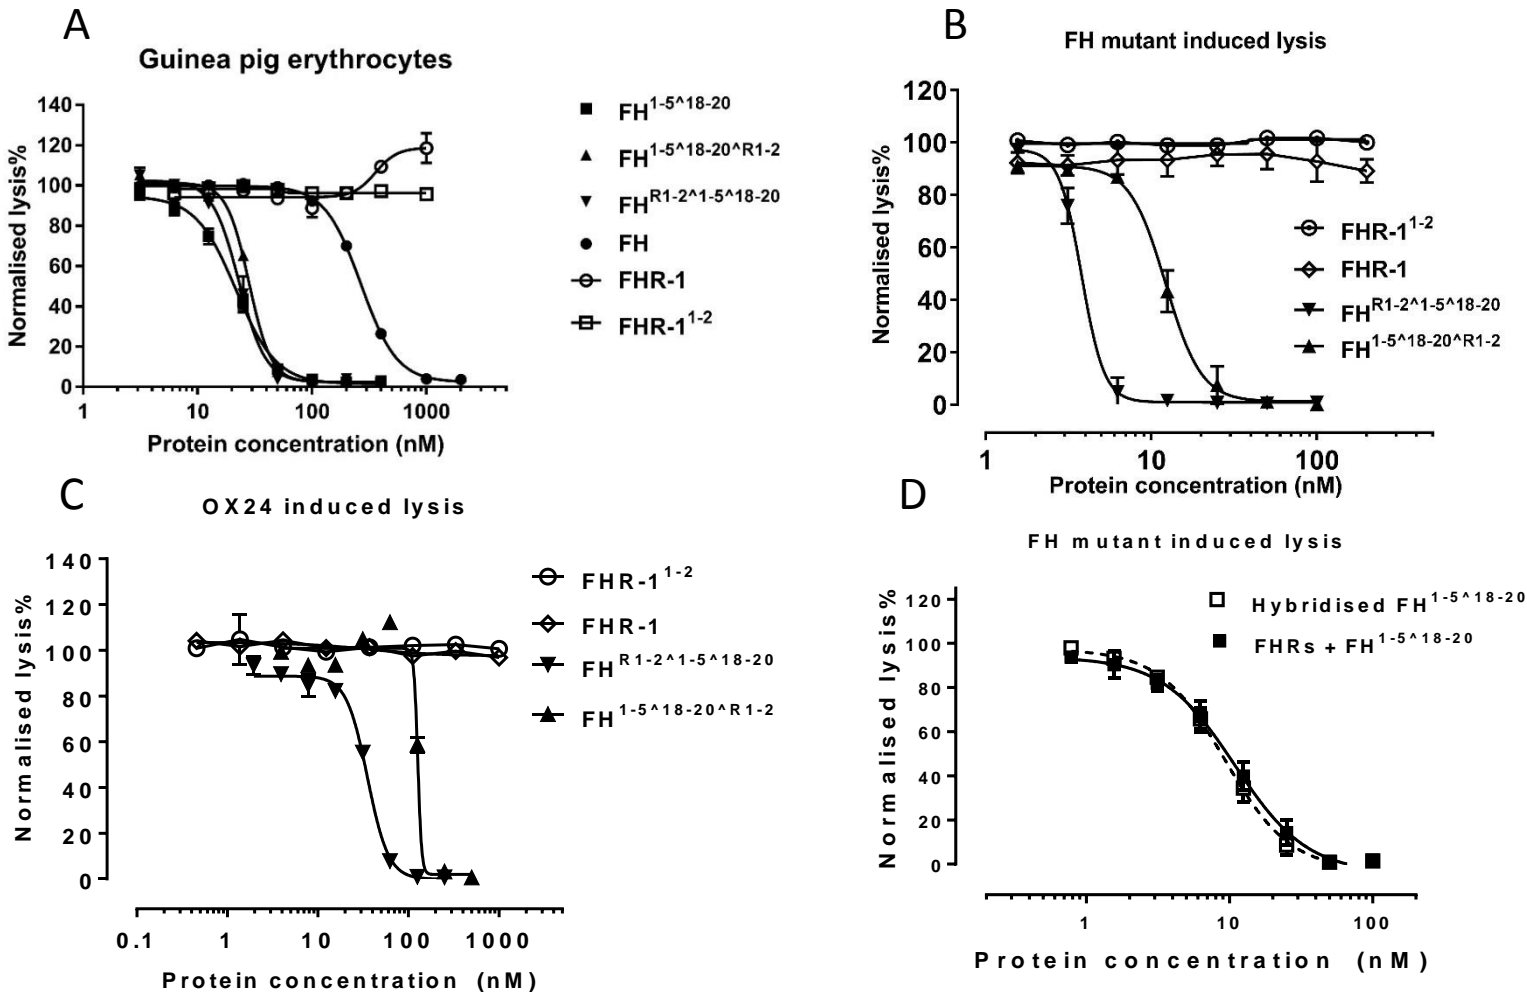 A
Guinea pig erythrocytes
Normalised lysis%
140
120
100
80
60
40
20
0
1 10 100 1000
Protein concentration (nM)
FH1-5^18-20
FH1-5^18-20^R1-2
FHR1-2^1-5^18-20
FH
FHR-1
FHR-11-2
B
FH mutant induced lysis
Normalised lysis%
120
100
80
60
40
20
0
1 10 100
Protein concentration (nM)
FHR-11-2
FHR-1
FHR1-2^1-5^18-20
FH1-5^18-20^R1-2
C
OX24 induced lysis
Normalised lysis%
140
120
100
80
60
40
20
0
0.1 1 10 100 1000
Protein concentration (nM)
FHR-11-2
FHR-1
FHR1-2^1-5^18-20
FH1-5^18-20^R1-2
D
FH mutant induced lysis
Normalised lysis%
120
100
80
60
40
20
0
1 10 100
Protein concentration (nM)
Hybridised FH1-5^18-20
FHRs + FH1-5^18-20